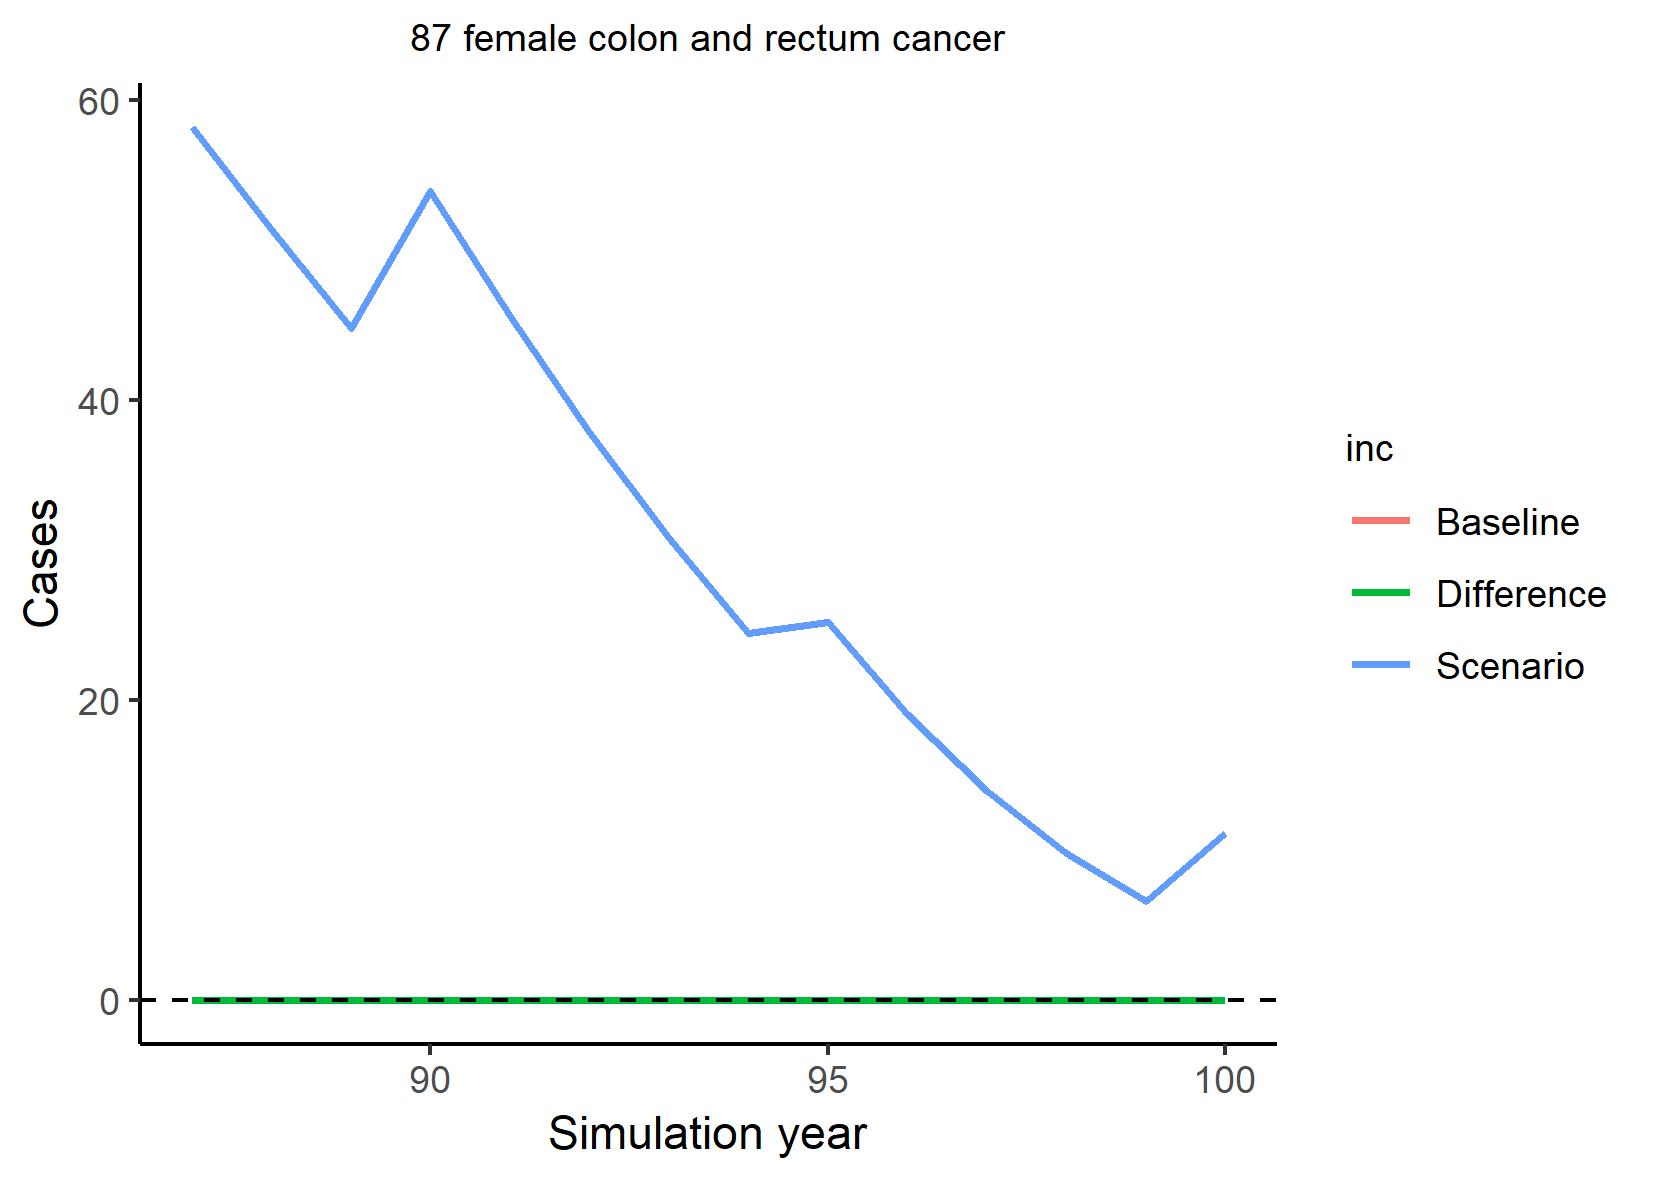 87 female colon and rectum cancer
60
40
20
0
Cases
90
95
100
Simulation year
inc
Baseline
Difference
Scenario